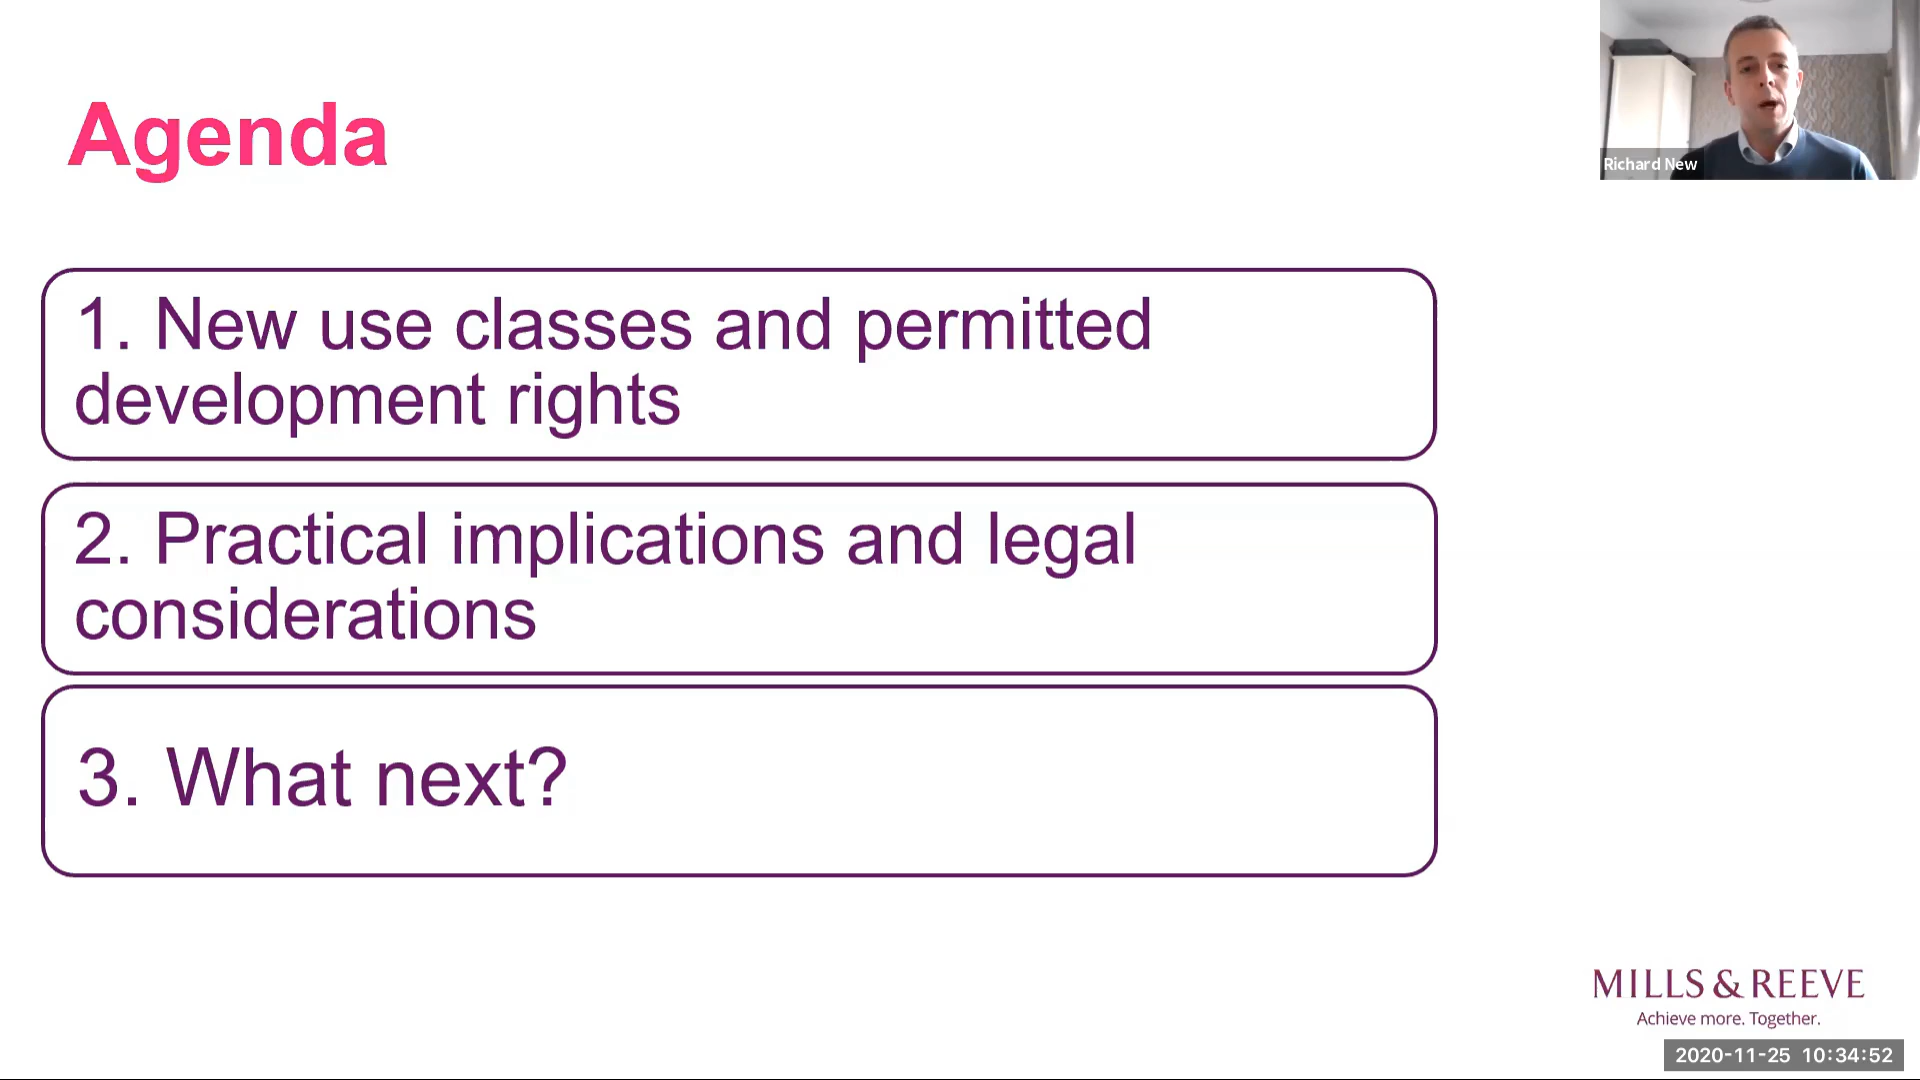 Agenda
Richard New
1. New use classes and permitted
development rights
2. Practical implications and legal
considerations
3. What next?
MILLS & REEVE
Achieve more. Together.
2020-11-25 10:34:52